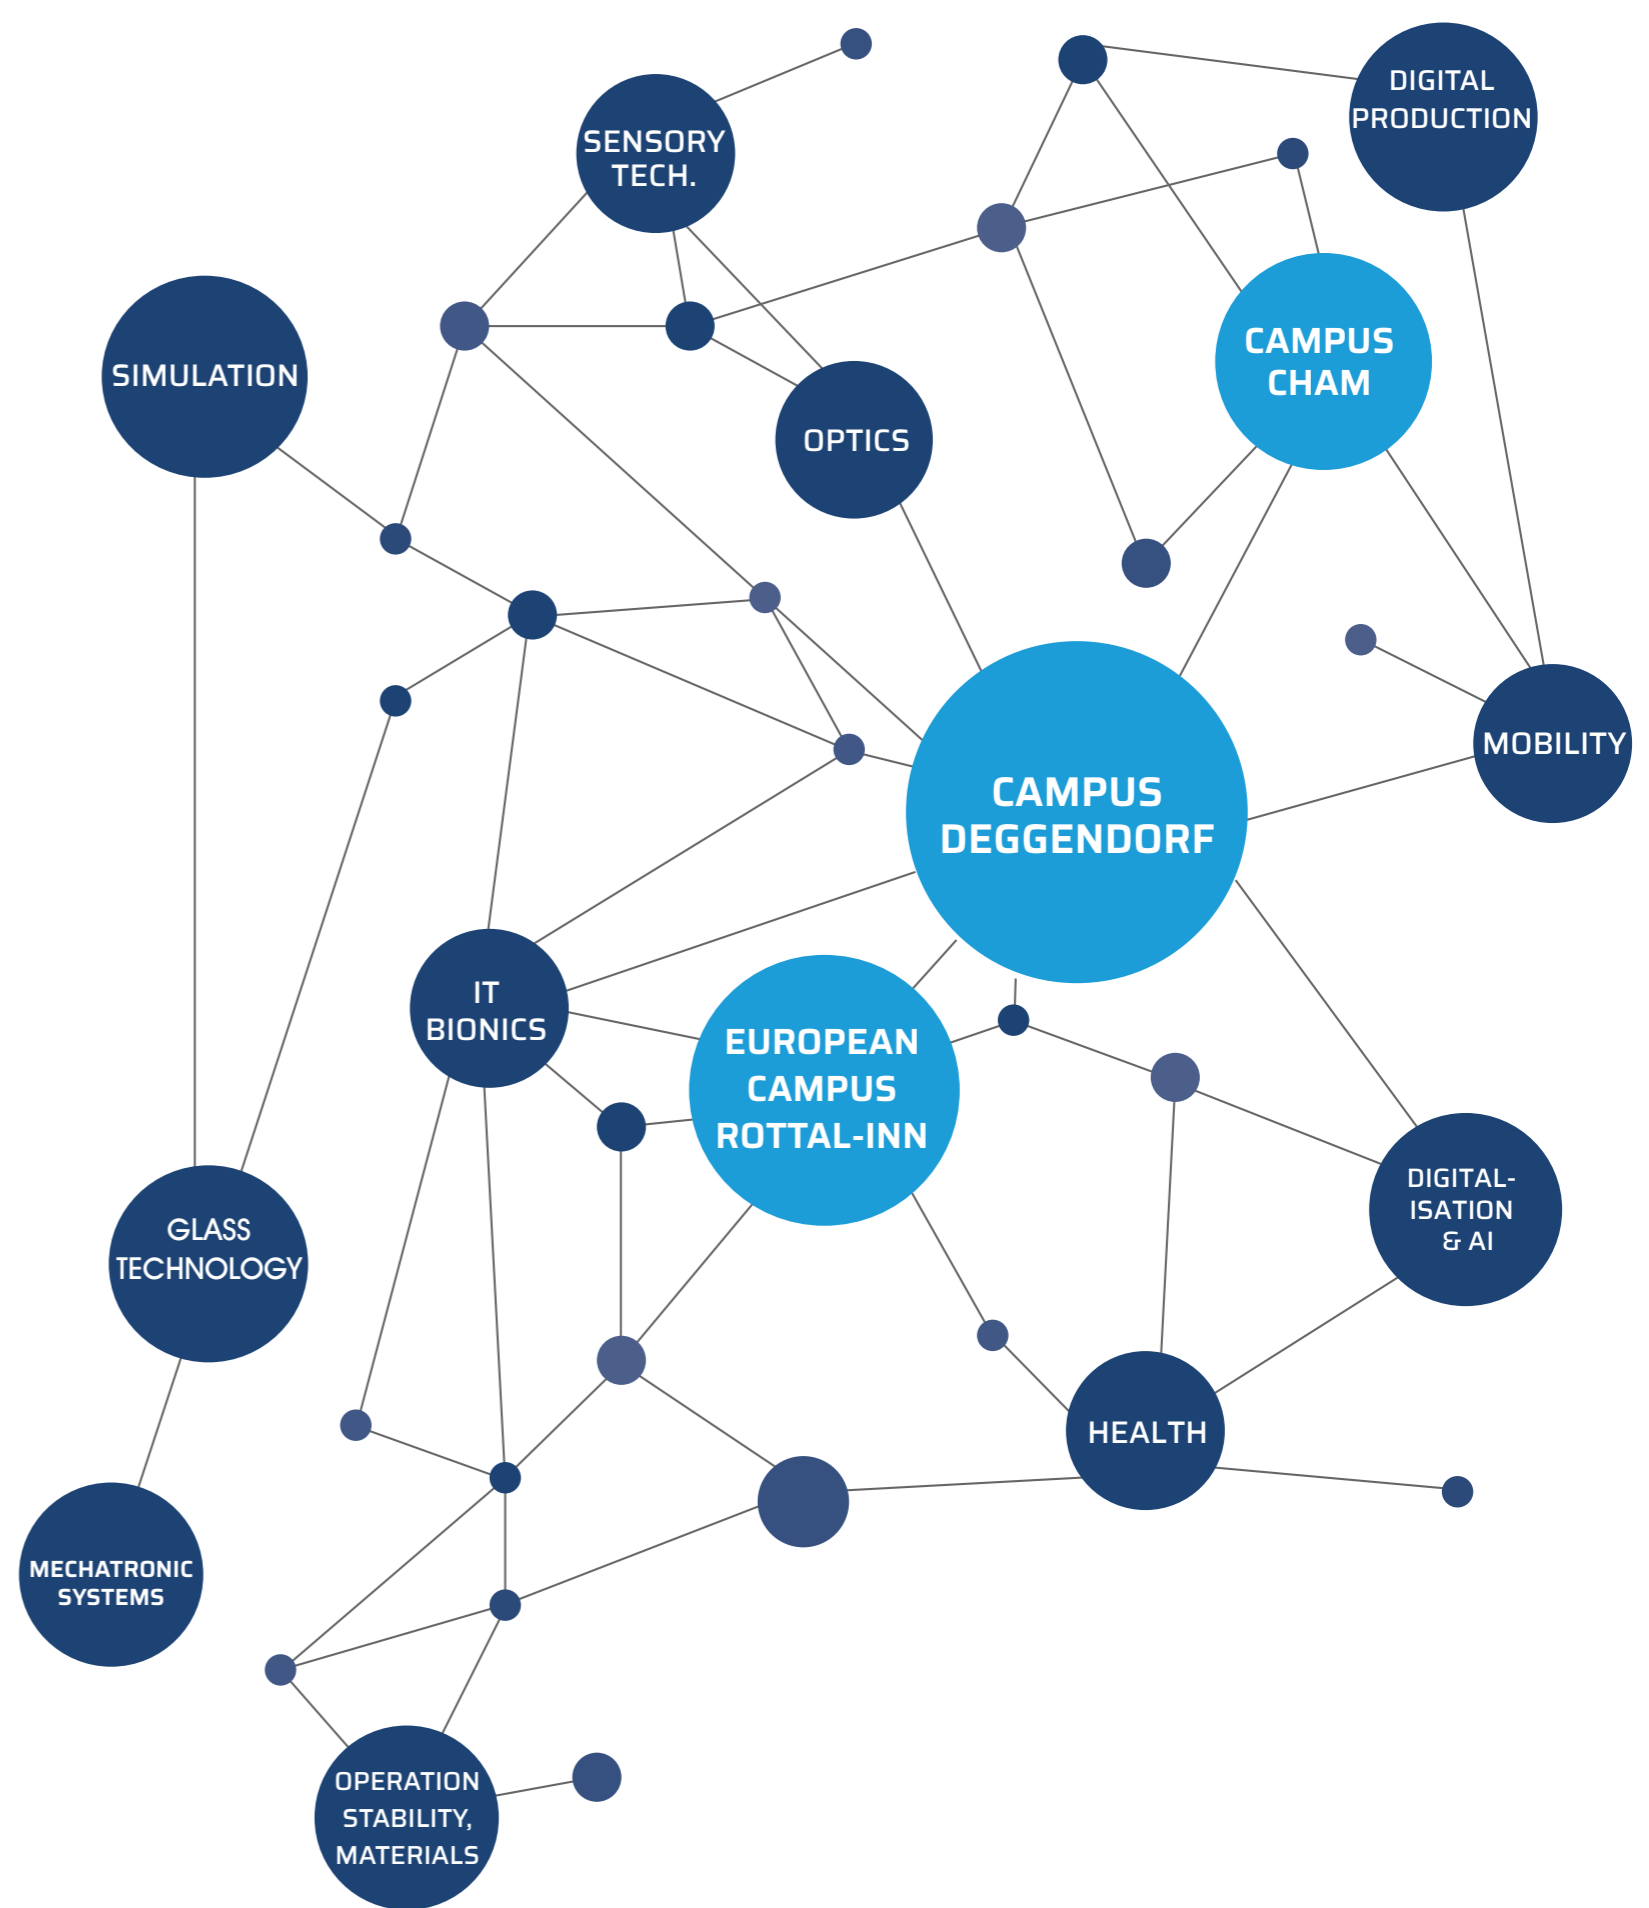 DIGITAL
PRODUCTION
SENSORY
TECH.
CAMPUS
CHAM
SIMULATION
OPTICS
MOBILITY
CAMPUS
DEGGENDORF
IT
BIONICS
EUROPEAN
CAMPUS
ROTTAL-INN
DIGITAL-
ISATION
& AI
GLASS
TECHNOLOGY
HEALTH
MECHATRONIC
SYSTEMS
OPERATION
STABILITY,
MATERIALS